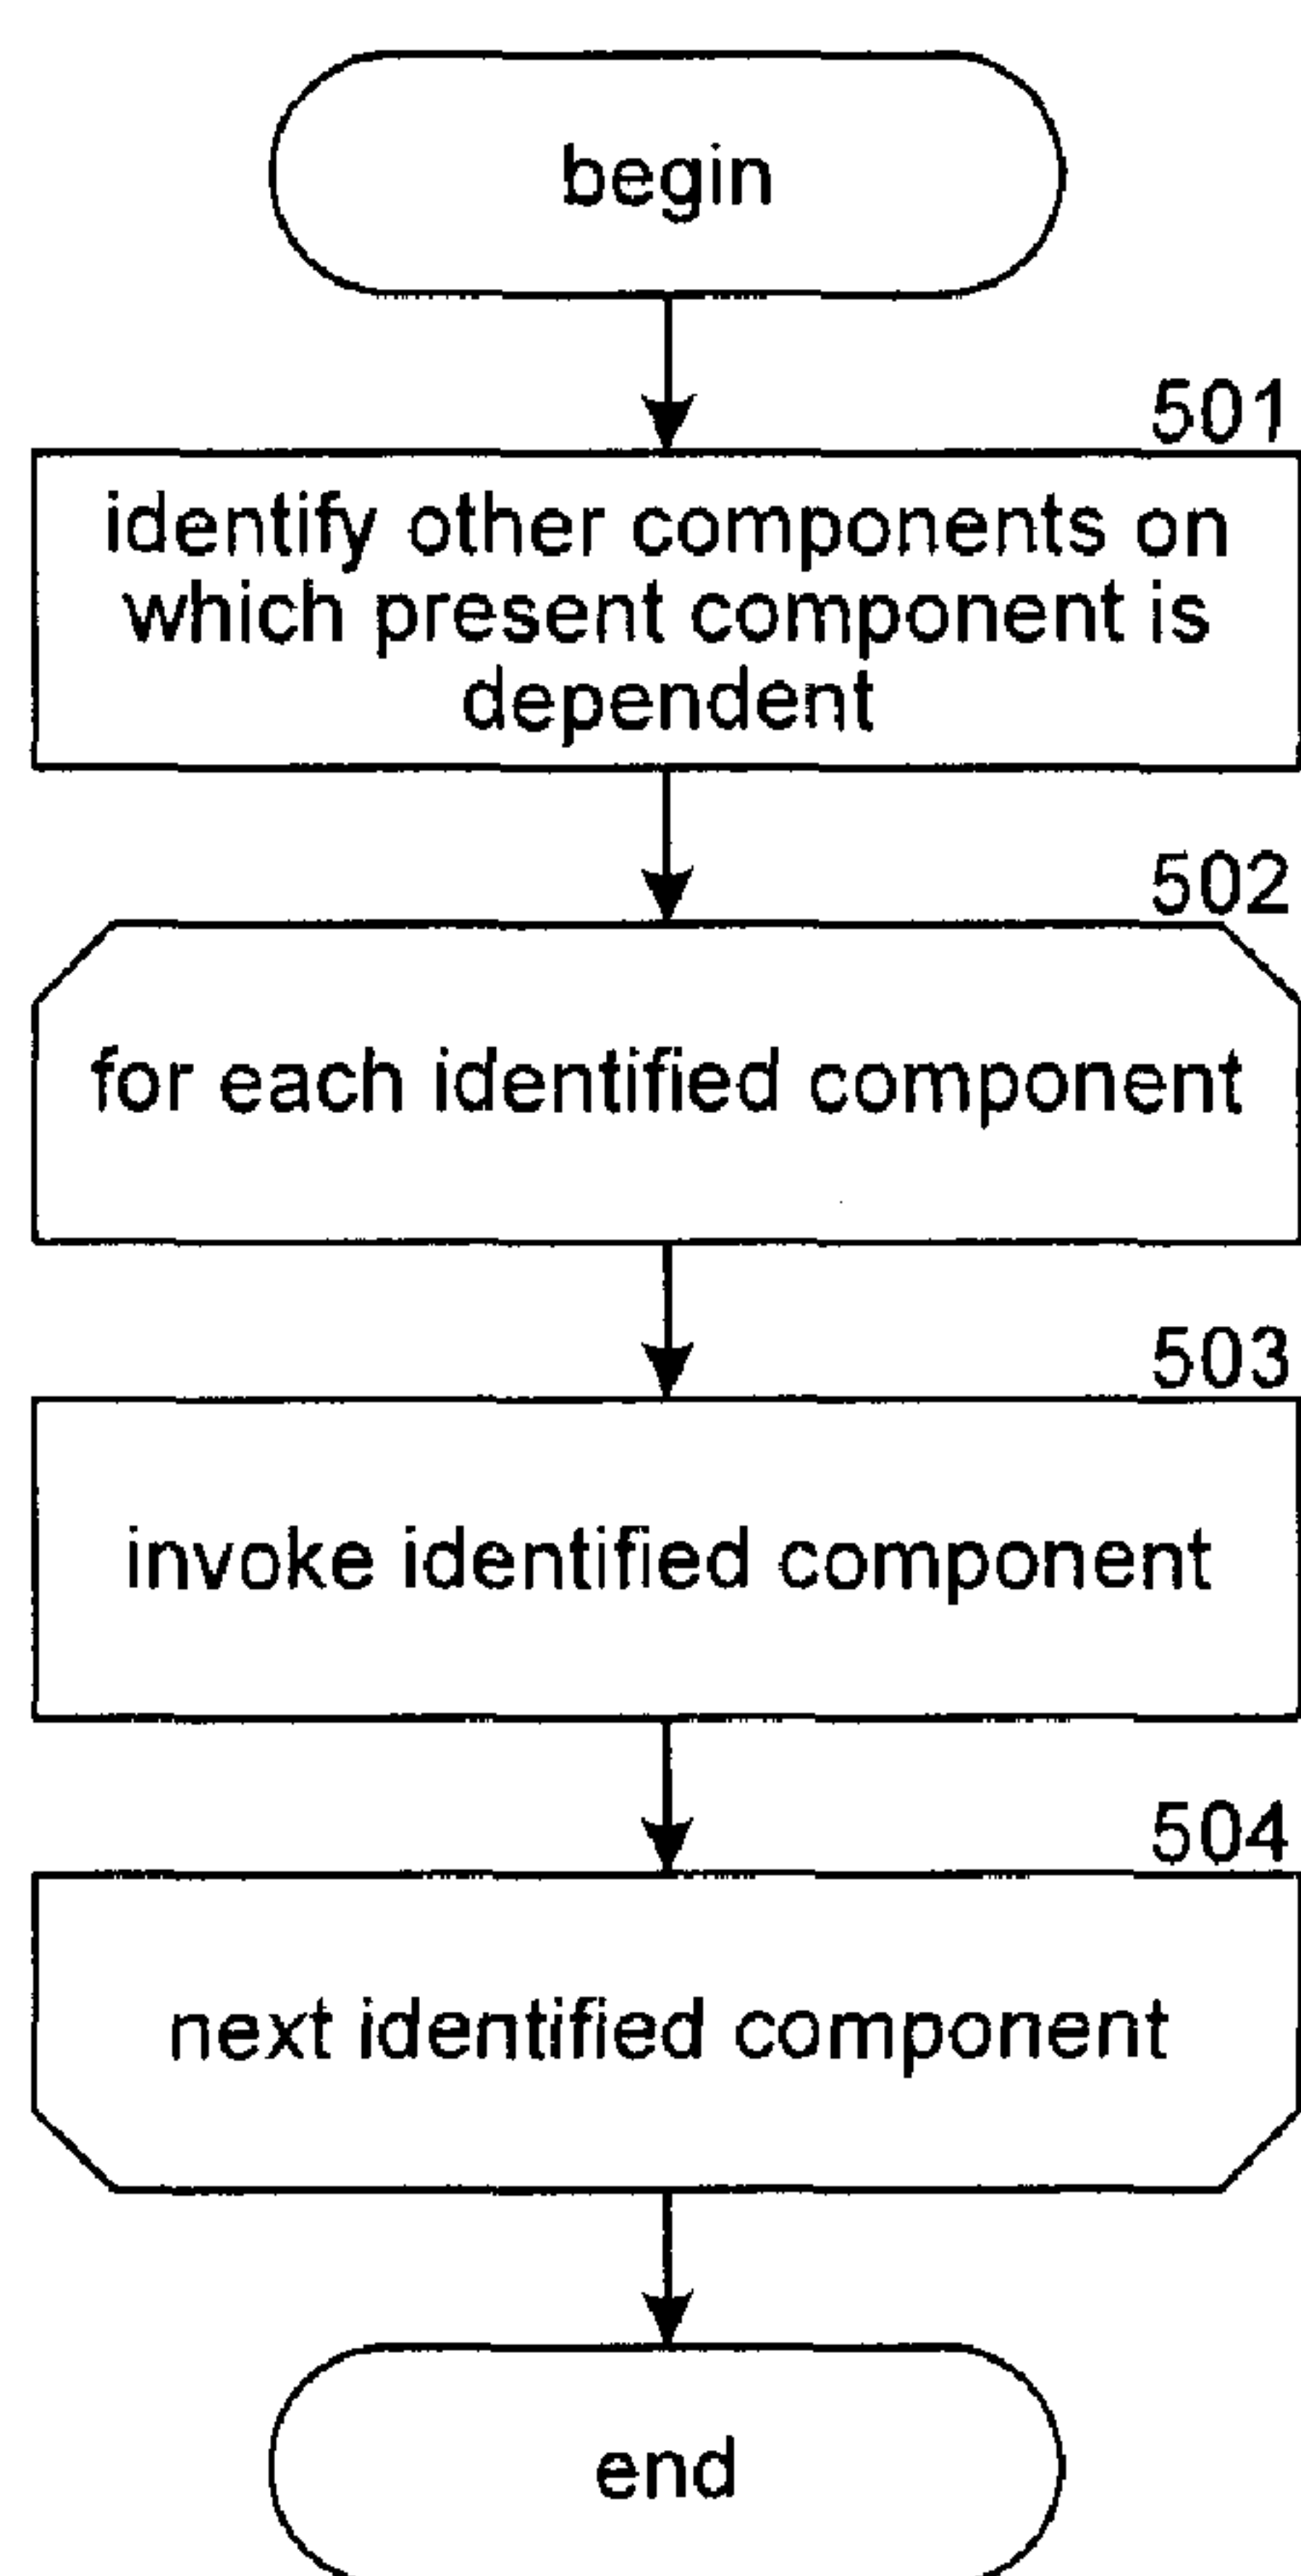 begin
501
identify other components on
which present component is
dependent
502
for each identified component
503
invoke identified component
504
next identified component
end